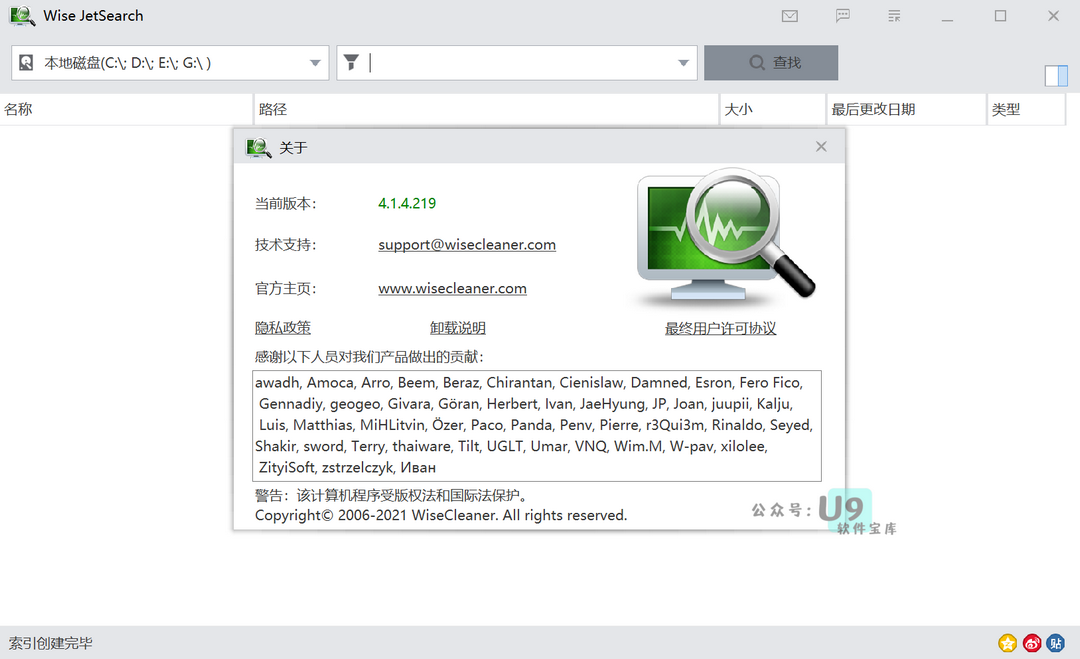 Wise JetSearch
本地磁盘(C:\; D:\; E:\; G:\ )
查找
名称 路径 大小 最后更改日期 类型
关于
当前版本: 4.1.4.219
技术支持: support@wisecleaner.com
官方主页: www.wisecleaner.com
隐私政策 卸载说明 最终用户许可协议
感谢以下人员对我们产品做出的贡献:
awadh, Amoca, Arro, Beem, Beraz, Chirantan, Cienislaw, Damned, Esron, Fero Fico,
Gennadiy, geogeo, Givara, Göran, Herbert, Ivan, JaeHyung, JP, Joan, juupii, Kalju,
Luis, Matthias, MiHLitvin, Özer, Paco, Panda, Penv, Pierre, r3Qui3m, Rinaldo, Seyed,
Shakir, sword, Terry, thaiware, Tilt, UGLT, Umar, VNQ, Wim.M, W-pav, xilolee,
ZityiSoft, zstrzelczyk, Иван
警告：该计算机程序受版权法和国际法保护。
Copyright© 2006-2021 WiseCleaner. All rights reserved.
公众号: U9
软件宝库
索引创建完毕
贴